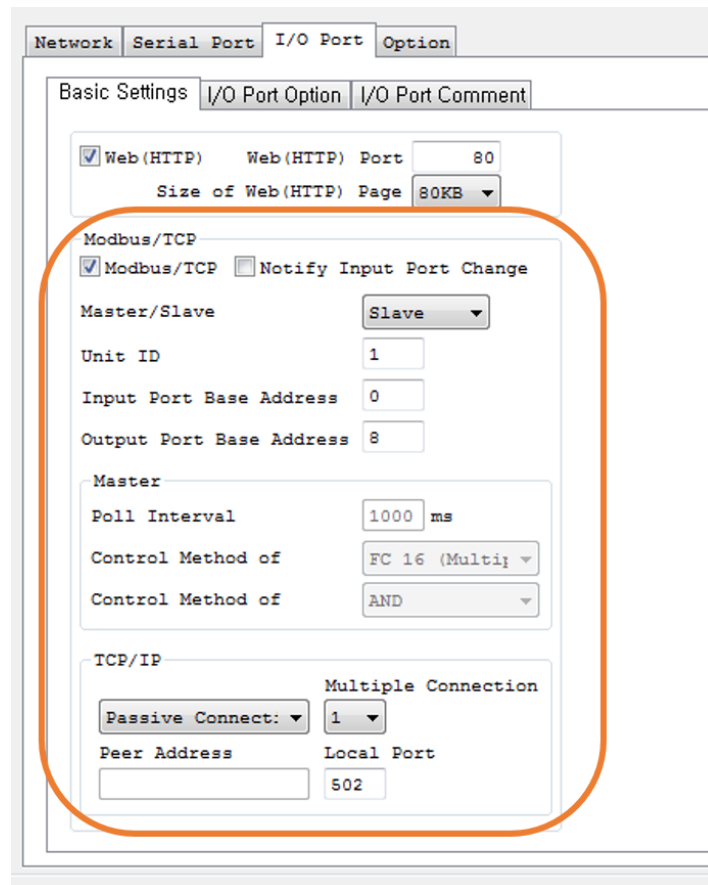 Network Serial Port I/O Port Option
Basic Settings I/O Port Option I/O Port Comment
Web(HTTP) Web(HTTP) Port 80
Size of Web(HTTP) Page 80KB
Modbus/TCP
Modbus/TCP Notify Input Port Change
Master/Slave Slave
Unit ID 1
Input Port Base Address 0
Output Port Base Address 8
Master
Poll Interval 1000 ms
Control Method of FC 16 (Multip
Control Method of AND
TCP/IP
Multiple Connection
Passive Connect: 1
Peer Address Local Port
502